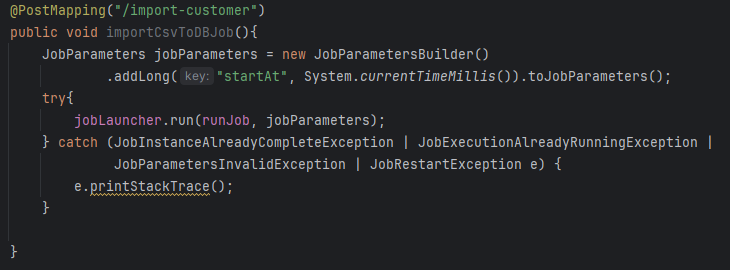 @PostMapping("/import-customer")
public void importCsvToDBJob(){
    JobParameters jobParameters = new JobParametersBuilder()
            .addLong( key: "startAt", System.currentTimeMillis()).toJobParameters();
    try{
        jobLauncher.run(runJob, jobParameters);
    } catch (JobInstanceAlreadyCompleteException | JobExecutionAlreadyRunningException |
             JobParametersInvalidException | JobRestartException e) {
        e.printStackTrace();
    }
}